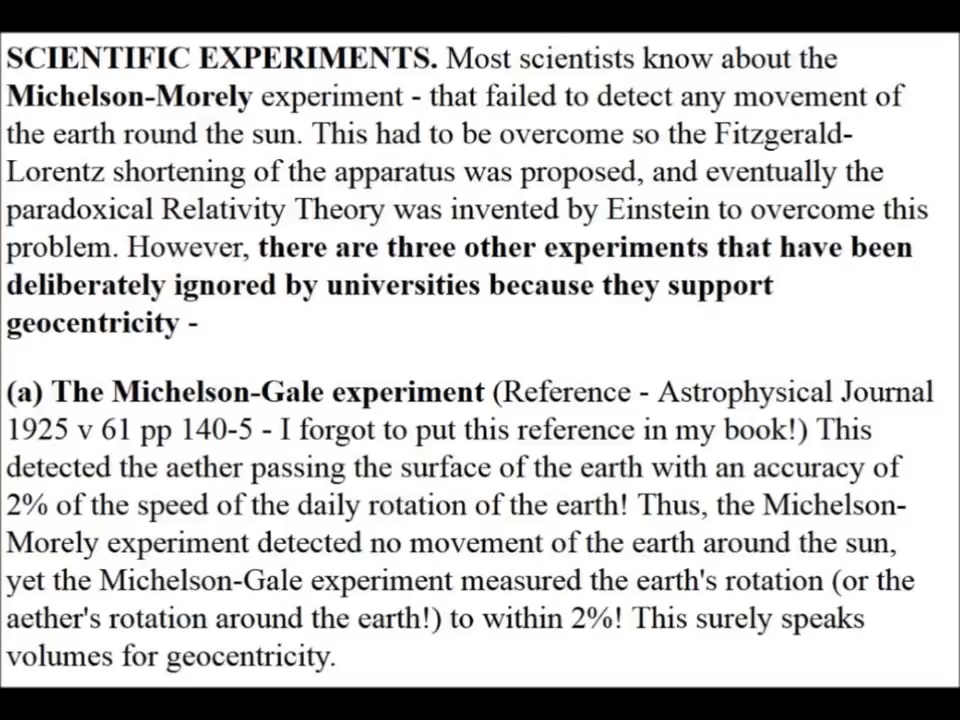 SCIENTIFIC EXPERIMENTS. Most scientists know about the
Michelson-Morely experiment - that failed to detect any movement of
the earth round the sun. This had to be overcome so the Fitzgerald-
Lorentz shortening of the apparatus was proposed, and eventually the
paradoxical Relativity Theory was invented by Einstein to overcome this
problem. However, there are three other experiments that have been
deliberately ignored by universities because they support
geocentricity -
(a) The Michelson-Gale experiment (Reference - Astrophysical Journal
1925 v 61 pp 140-5 - I forgot to put this reference in my book!) This
detected the aether passing the surface of the earth with an accuracy of
2% of the speed of the daily rotation of the earth! Thus, the Michelson-
Morely experiment detected no movement of the earth around the sun,
yet the Michelson-Gale experiment measured the earth's rotation (or the
aether's rotation around the earth!) to within 2%! This surely speaks
volumes for geocentricity.